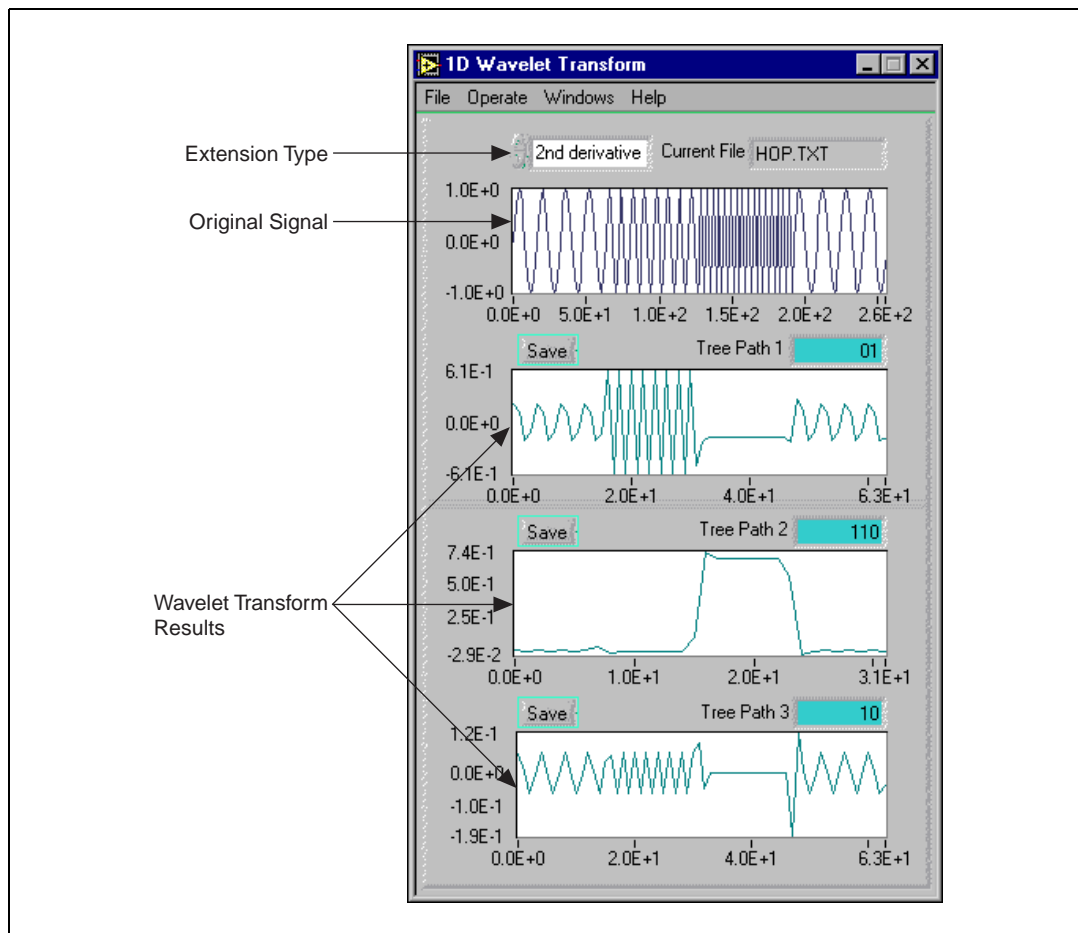 1D Wavelet Transform
File Operate Windows Help
Extension Type
2nd derivative Current File HOP.TXT
Original Signal
1.0E+0
0.0E+0
-1.0E+0
0.0E+0 5.0E+1 1.0E+2 1.5E+2 2.0E+2 2.6E+2
Save Tree Path 1 01
6.1E-1
0.0E+0
-6.1E-1
0.0E+0 2.0E+1 4.0E+1 6.3E+1
Save Tree Path 2 110
7.4E-1
5.0E-1
2.5E-1
-2.9E-2
0.0E+0 1.0E+1 2.0E+1 3.1E+1
Wavelet Transform
Results
Save Tree Path 3 10
1.2E-1
0.0E+0
-1.0E-1
-1.9E-1
0.0E+0 2.0E+1 4.0E+1 6.3E+1